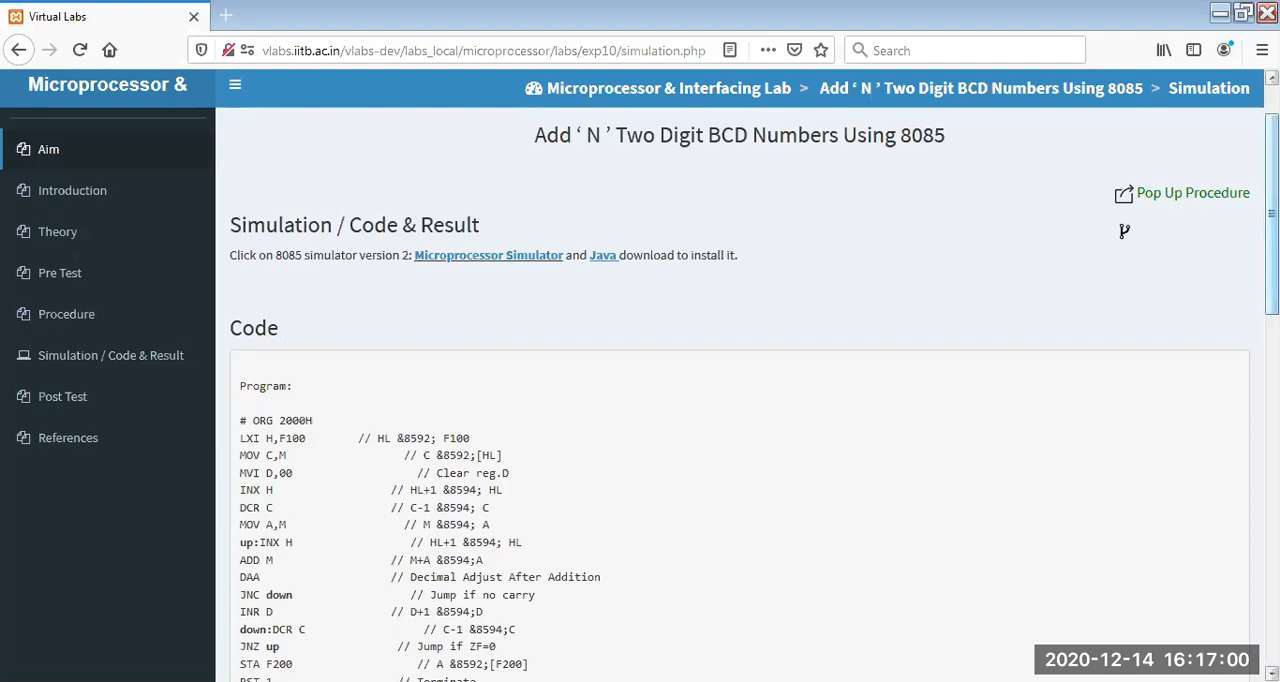 Virtual Labs
vlabs.iitb.ac.in/vlabs-dev/labs_local/microprocessor/labs/exp10/simulation.php
Search
Microprocessor &
Microprocessor & Interfacing Lab > Add ‘ N ’ Two Digit BCD Numbers Using 8085 > Simulation
Aim
Introduction
Theory
Pre Test
Procedure
Simulation / Code & Result
Post Test
References
Add ‘ N ’ Two Digit BCD Numbers Using 8085
Pop Up Procedure
Simulation / Code & Result
Click on 8085 simulator version 2: Microprocessor Simulator and Java download to install it.
Code
Program:
# ORG 2000H
LXI H,F100 // HL &8592; F100
MOV C,M // C &8592;[HL]
MVI D,00 // Clear reg.D
INX H // HL+1 &8594; HL
DCR C // C-1 &8594; C
MOV A,M // M &8594; A
up:INX H // HL+1 &8594; HL
ADD M // M+A &8594;A
DAA // Decimal Adjust After Addition
JNC down // Jump if no carry
INR D // D+1 &8594;D
down:DCR C // C-1 &8594;C
JNZ up // Jump if ZF=0
STA F200 // A &8592;[F200]
RST 1 // Terminate
2020-12-14 16:17:00